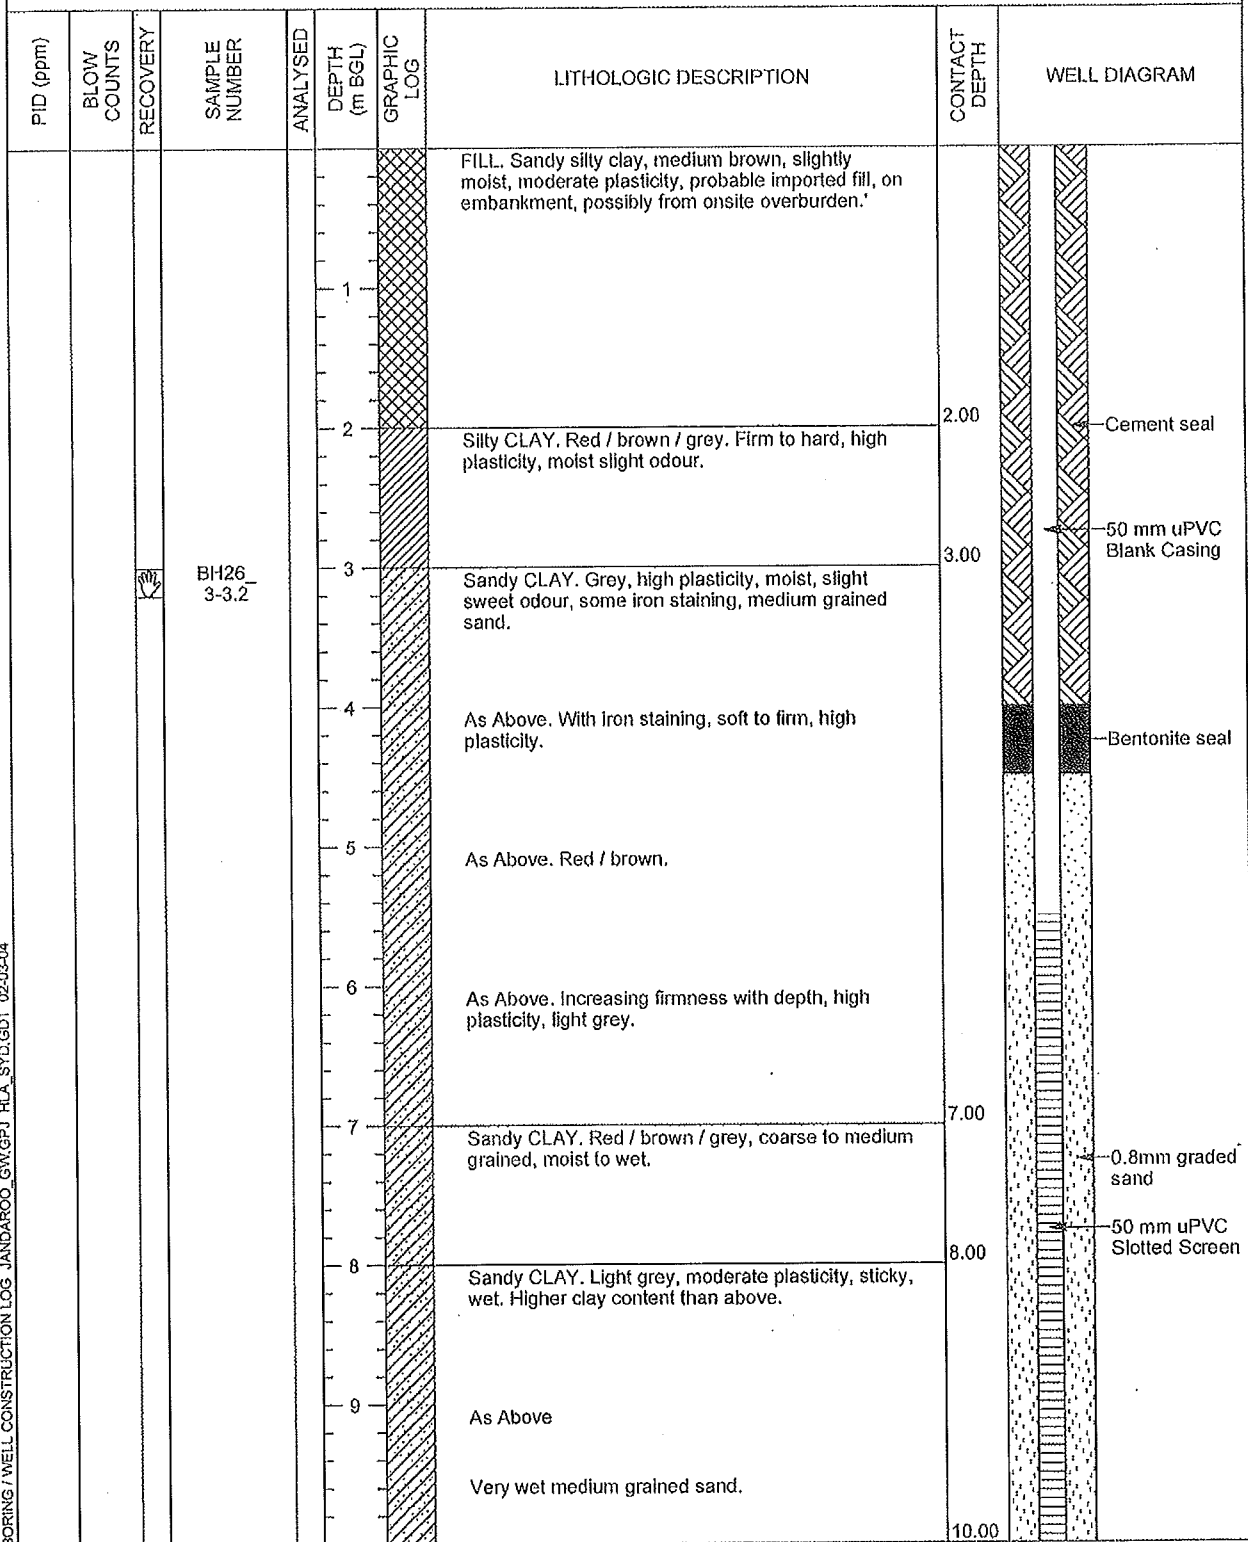 PID (ppm)
BLOW
COUNTS
RECOVERY
SAMPLE
NUMBER
ANALYSED
DEPTH
(m BGL)
GRAPHIC
LOG
LITHOLOGIC DESCRIPTION
CONTACT
DEPTH
WELL DIAGRAM
FILL. Sandy silty clay, medium brown, slightly
moist, moderate plasticity, probable imported fill, on
embankment, possibly from onsite overburden.'
1
2.00
2
Cement seal
Silty CLAY. Red / brown / grey. Firm to hard, high
plasticity, moist slight odour.
50 mm uPVC
Blank Casing
3.00
3
BH26_
3-3.2
Sandy CLAY. Grey, high plasticity, moist, slight
sweet odour, some iron staining, medium grained
sand.
4
As Above. With iron staining, soft to firm, high
plasticity.
Bentonite seal
5
As Above. Red / brown.
6
As Above. Increasing firmness with depth, high
plasticity, light grey.
7.00
7
Sandy CLAY. Red / brown / grey, coarse to medium
grained, moist to wet.
0.8mm graded
sand
50 mm uPVC
Slotted Screen
8.00
8
Sandy CLAY. Light grey, moderate plasticity, sticky,
wet. Higher clay content than above.
9
As Above
Very wet medium grained sand.
10.00
BORING / WELL CONSTRUCTION LOG JANDAROO_GW.GPJ HLA_SYD.GDT 02-03-04